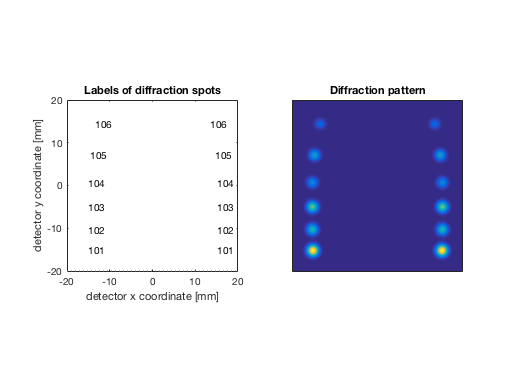 Labels of diffraction spots
Diffraction pattern
20
10
0
-10
-20
detector y coordinate [mm]
106 106
105 105
104 104
103 103
102 102
101 101
-20 -10 0 10 20
detector x coordinate [mm]